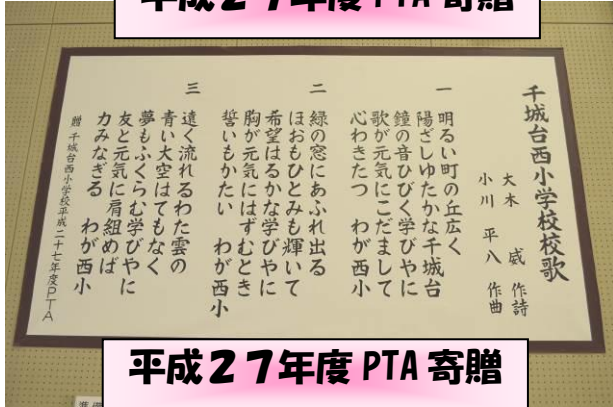 平成２７年度 PTA 寄贈
千城台西小学校校歌
大木 威 作詩
小川 平八 作曲
一 明るい町の丘広く
陽ざしゆたかな千城台
鐘の音ひびく学びやに
歌が元気にこだまして
心わきたつ わが西小
二 緑の窓にあふれ出る
ほおもひとみも輝いて
希望はるかな学びやに
胸が元気にはずむとき
誓いもかたい わが西小
三 遠く流れるわた雲の
青い大空はてもなく
夢もふくらむ学びやに
友と元気に肩組めば
力みなぎる わが西小
贈 千城台西小学校平成二十七年度PTA
平成２７年度 PTA 寄贈